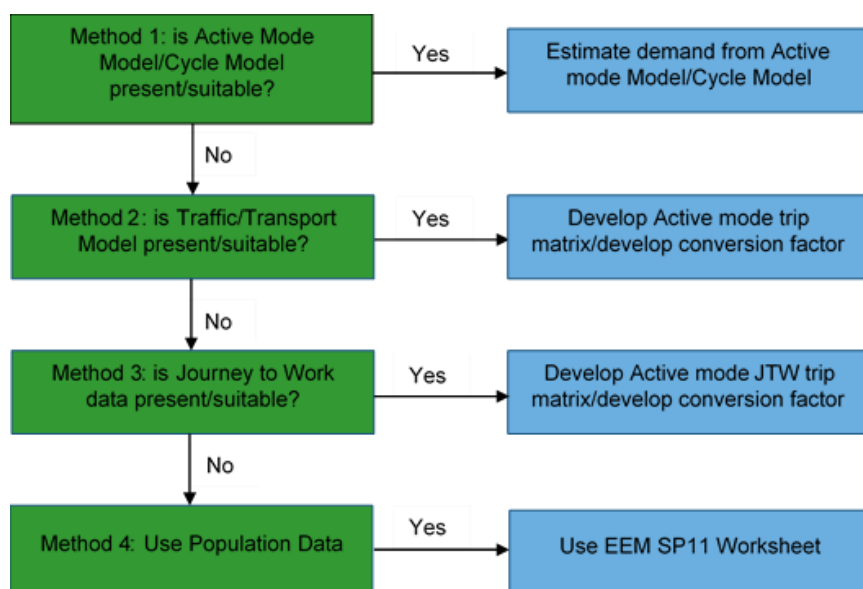 Method 1: is Active Mode
Model/Cycle Model
present/suitable?
Yes
Estimate demand from Active
mode Model/Cycle Model
No
Method 2: is Traffic/Transport
Model present/suitable?
Yes
Develop Active mode trip
matrix/develop conversion factor
No
Method 3: is Journey to Work
data present/suitable?
Yes
Develop Active mode JTW trip
matrix/develop conversion factor
No
Method 4: Use Population Data
Yes
Use EEM SP11 Worksheet